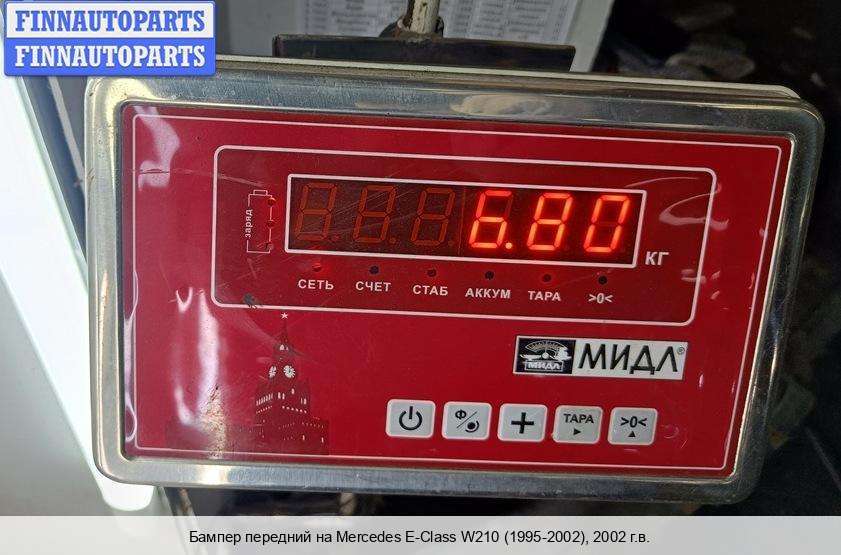 FINNAUTOPARTS
FINNAUTOPARTS
заряд
6.80
КГ
СЕТЬ СЧЕТ СТАБ АККУМ ТАРА >0<
МИДЛ МИДЛ®
Ф ТАРА >0<
Бампер передний на Mercedes E-Class W210 (1995-2002), 2002 г.в.